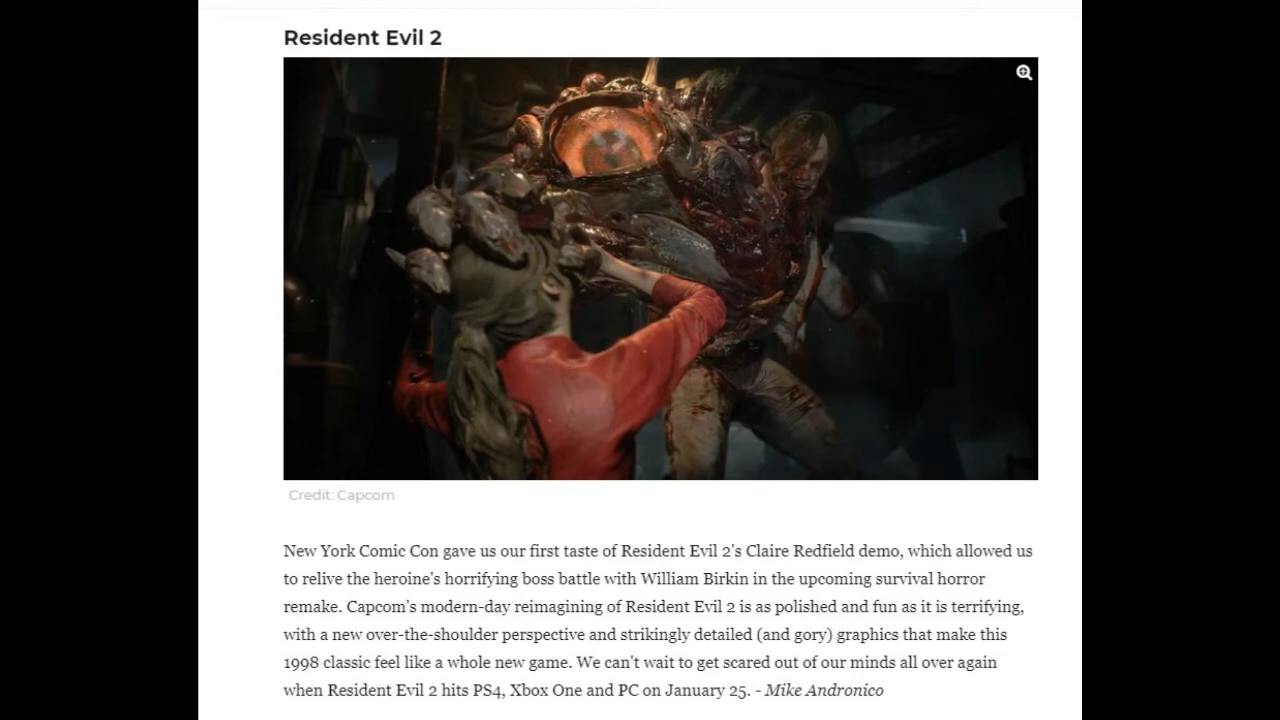 Resident Evil 2
Credit: Capcom
New York Comic Con gave us our first taste of Resident Evil 2's Claire Redfield demo, which allowed us
to relive the heroine's horrifying boss battle with William Birkin in the upcoming survival horror
remake. Capcom's modern-day reimagining of Resident Evil 2 is as polished and fun as it is terrifying,
with a new over-the-shoulder perspective and strikingly detailed (and gory) graphics that make this
1998 classic feel like a whole new game. We can't wait to get scared out of our minds all over again
when Resident Evil 2 hits PS4, Xbox One and PC on January 25. - Mike Andronico